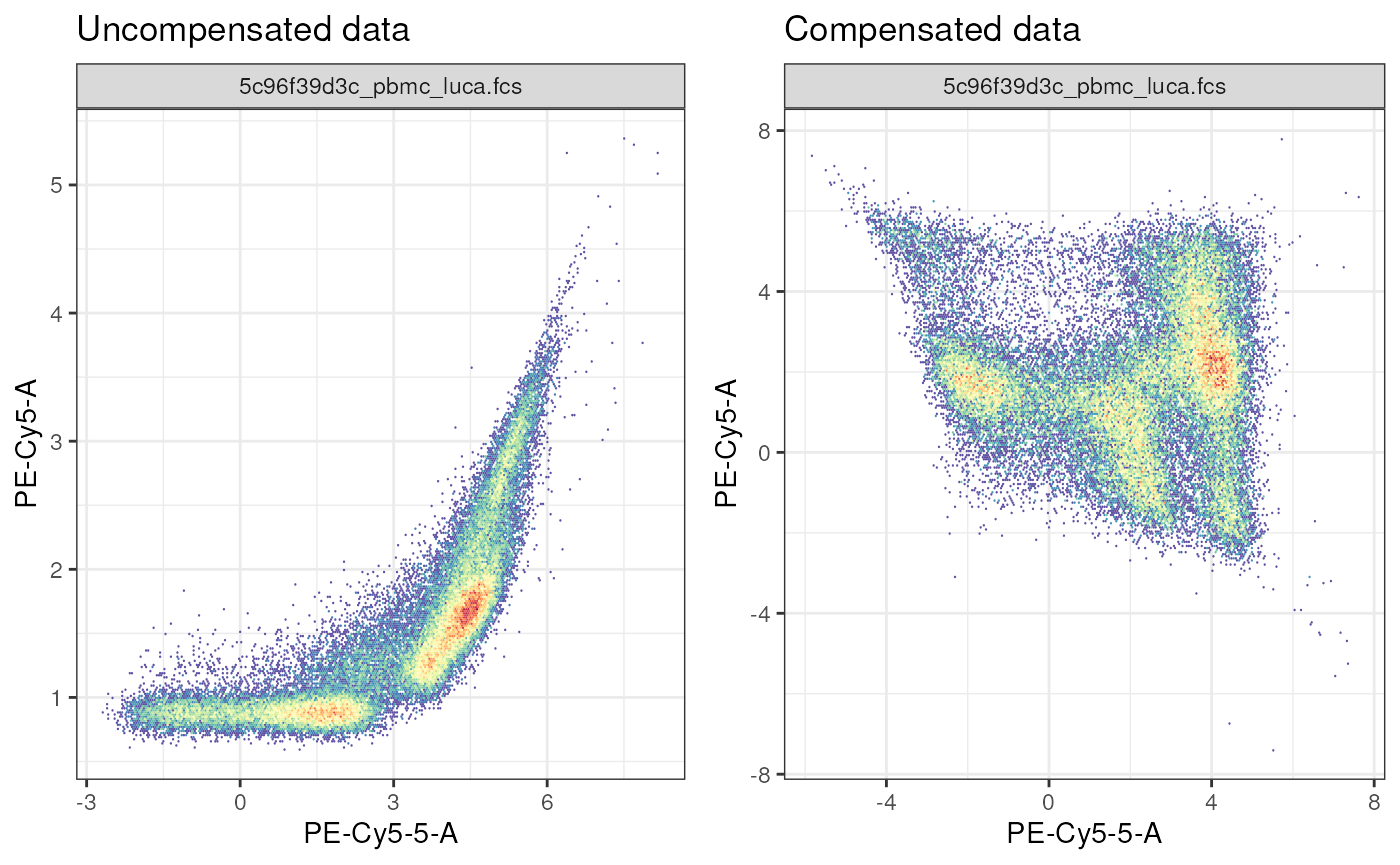 Uncompensated data
5c96f39d3c_pbmc_luca.fcs
5
4
3
2
1
PE-Cy5-A
-3 0 3 6
PE-Cy5-5-A
Compensated data
5c96f39d3c_pbmc_luca.fcs
8
4
0
-4
-8
PE-Cy5-A
-4 0 4 8
PE-Cy5-5-A